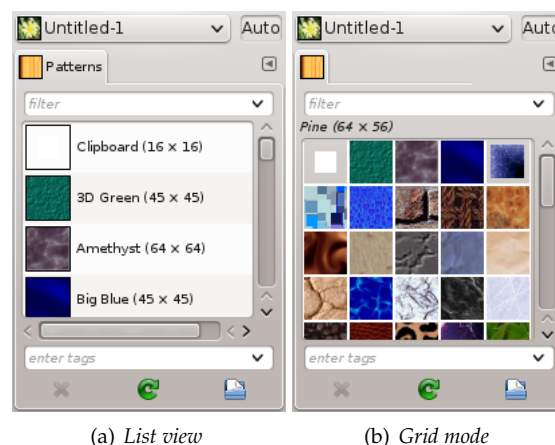 Untitled-1 Auto
Patterns
filter
Clipboard (16 × 16)
3D Green (45 × 45)
Amethyst (64 × 64)
Big Blue (45 × 45)
enter tags
(a) List view
Untitled-1 Auto
filter
Pine (64 × 56)
enter tags
(b) Grid mode